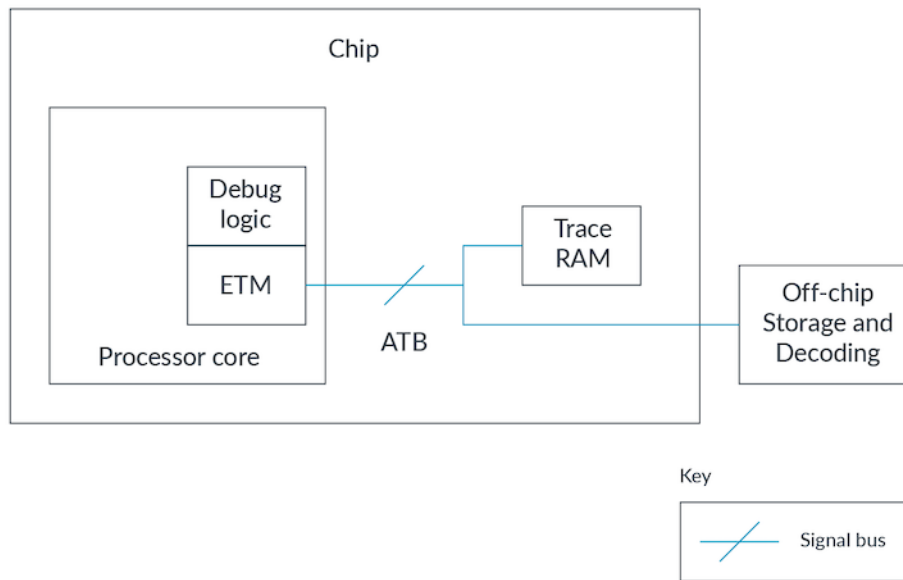 Chip
Debug
logic
ETM
Processor core
ATB
Trace
RAM
Off-chip
Storage and
Decoding
Key
Signal bus